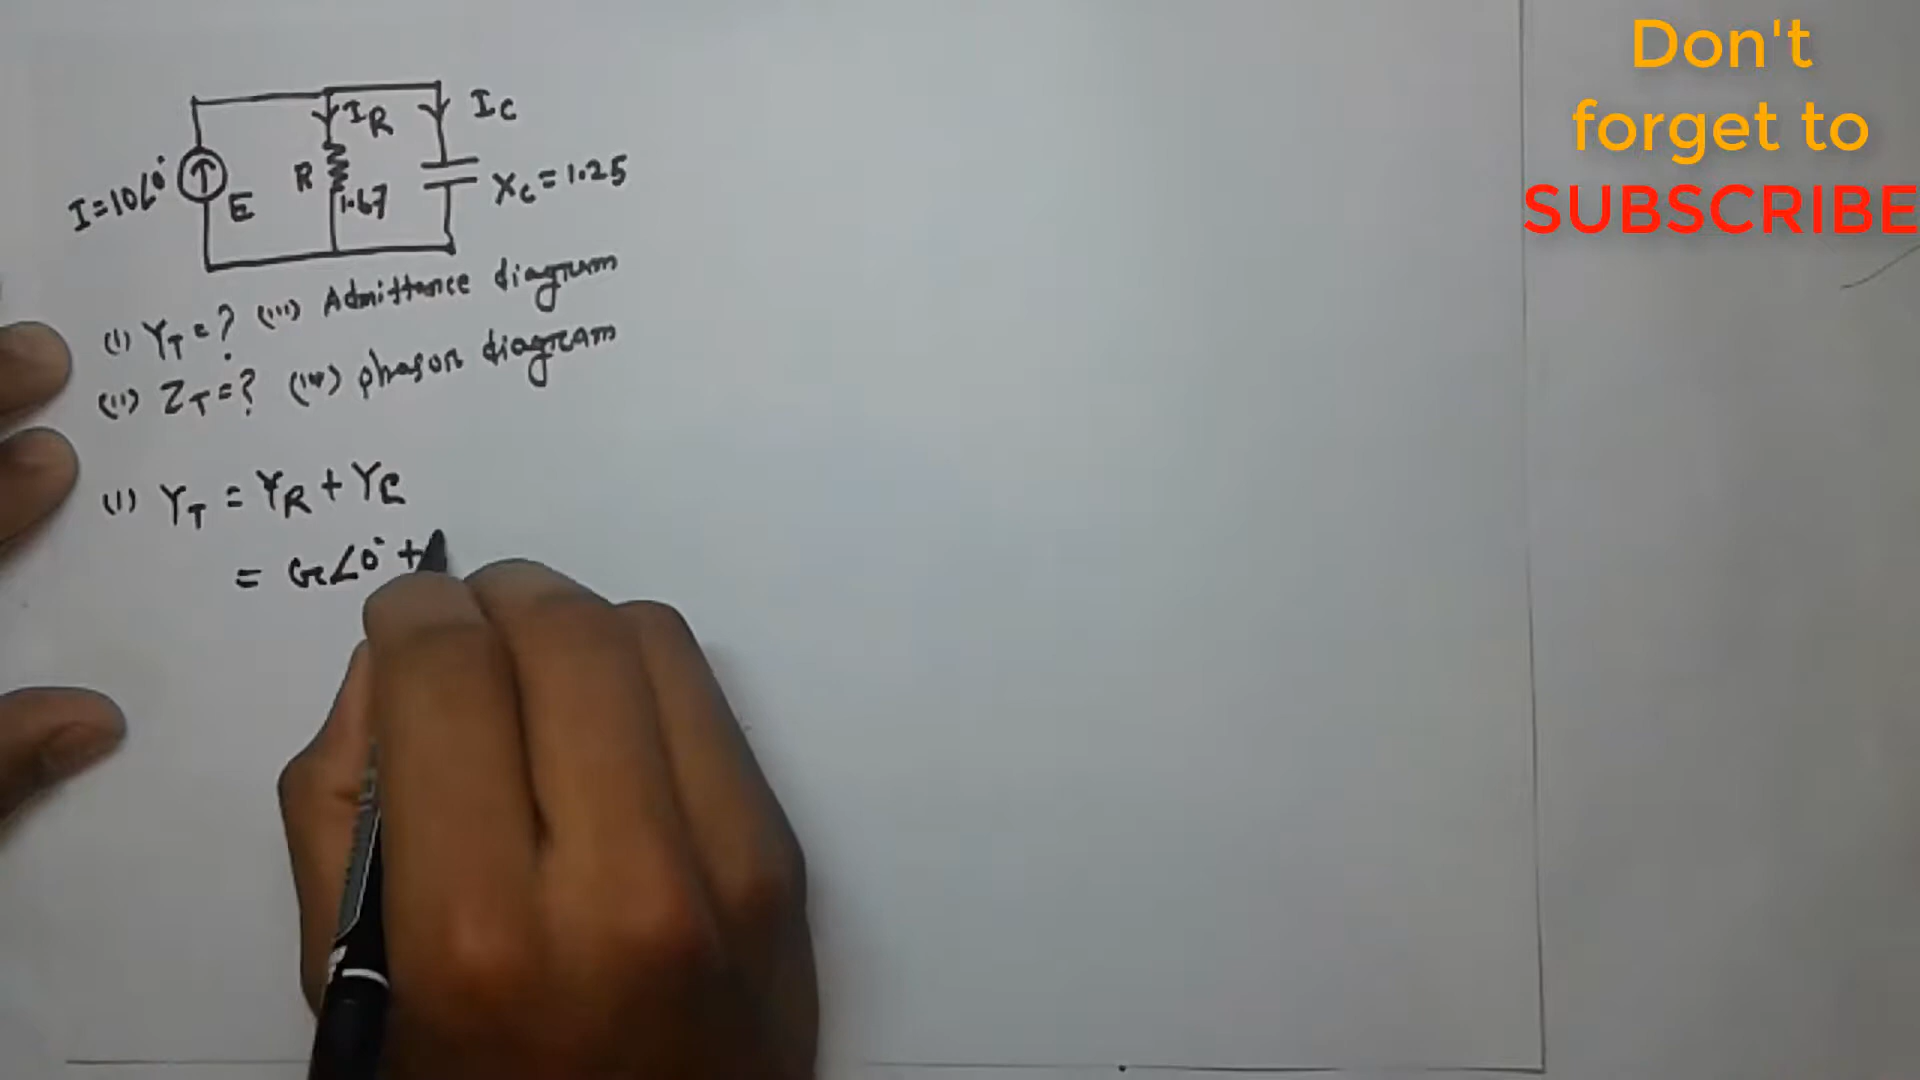 I=10∠0°
E
R
1.67
I_R
I_C
X_C = 1.25
(i) Y_T = ? (iii) Admittance diagram
(ii) Z_T = ? (iv) phasor diagram
(i) Y_T = Y_R + Y_C
= G∠0° +
Don't
forget to
SUBSCRIBE